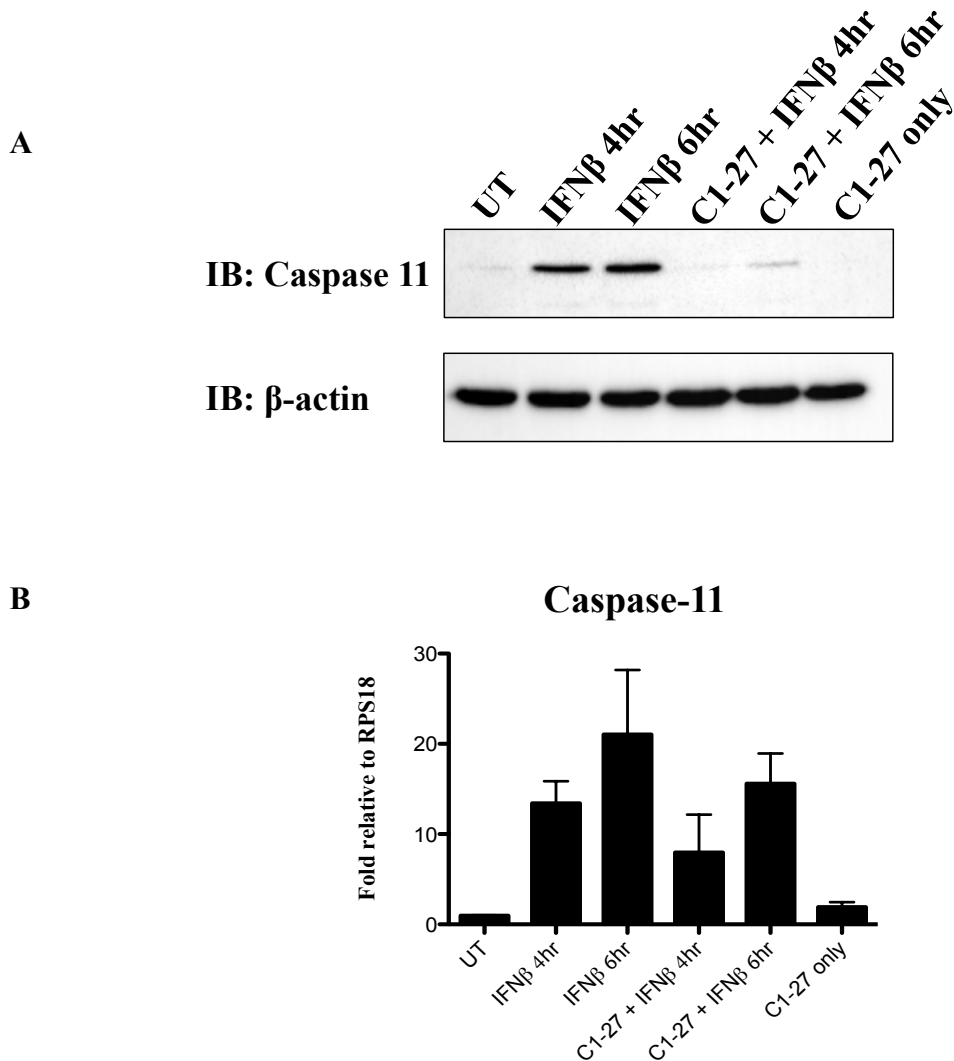 A
UT
IFNβ 4hr
IFNβ 6hr
C1-27 + IFNβ 4hr
C1-27 + IFNβ 6hr
C1-27 only
IB: Caspase 11
IB: β-actin
B
Caspase-11
Fold relative to RPS18
30
20
10
0
UT
IFNβ 4hr
IFNβ 6hr
C1-27 + IFNβ 4hr
C1-27 + IFNβ 6hr
C1-27 only